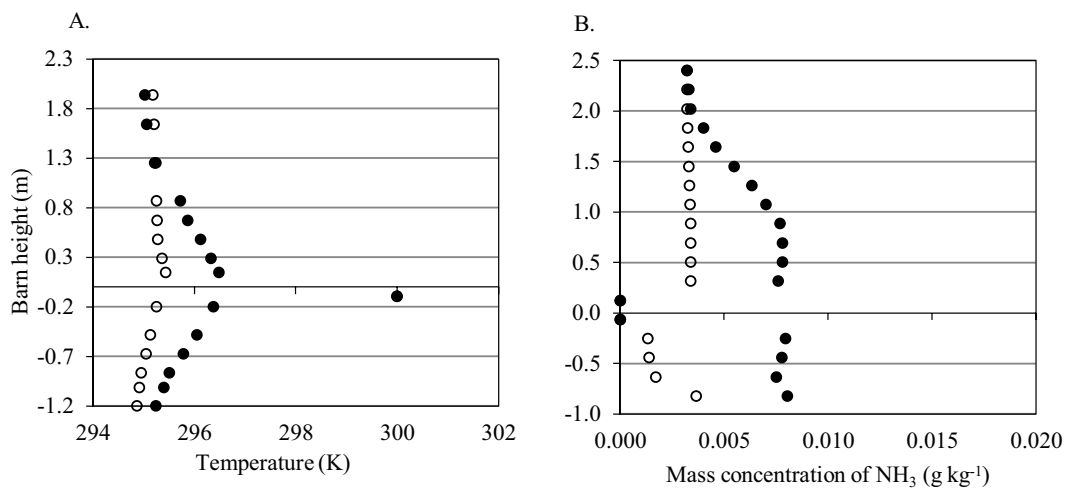 A.
2.3
1.8
1.3
0.8
0.3
-0.2
-0.7
-1.2
Barn height (m)
294 296 298 300 302
Temperature (K)
B.
2.5
2.0
1.5
1.0
0.5
0.0
-0.5
-1.0
0.000 0.005 0.010 0.015 0.020
Mass concentration of NH₃ (g kg⁻¹)